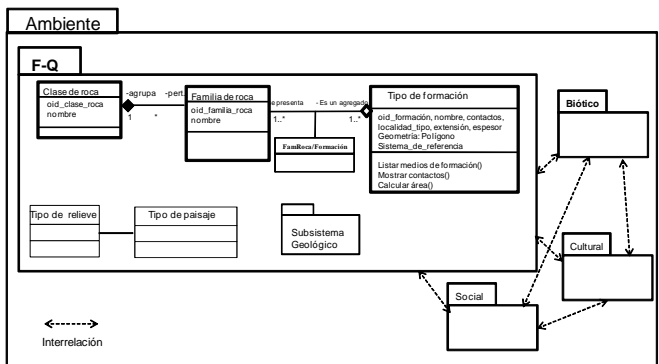 Ambiente
F-Q
Clase de roca
oid_clase_roca
nombre
-agrupa
-pert.
1
*
Familia de roca
oid_familia_roca
nombre
- Es un agregado
1..*
1..*
FamRoca/Formación
Tipo de formación
oid_formación, nombre, contactos,
localidad_tipo, extensión, espesor
Geometría: Polígono
Sistema_de_referencia
Listar medios de formación()
Mostrar contactos()
Calcular área()
Biótico
Tipo de relieve
Tipo de paisaje
Subsistema
Geológico
Cultural
Social
Interrelación